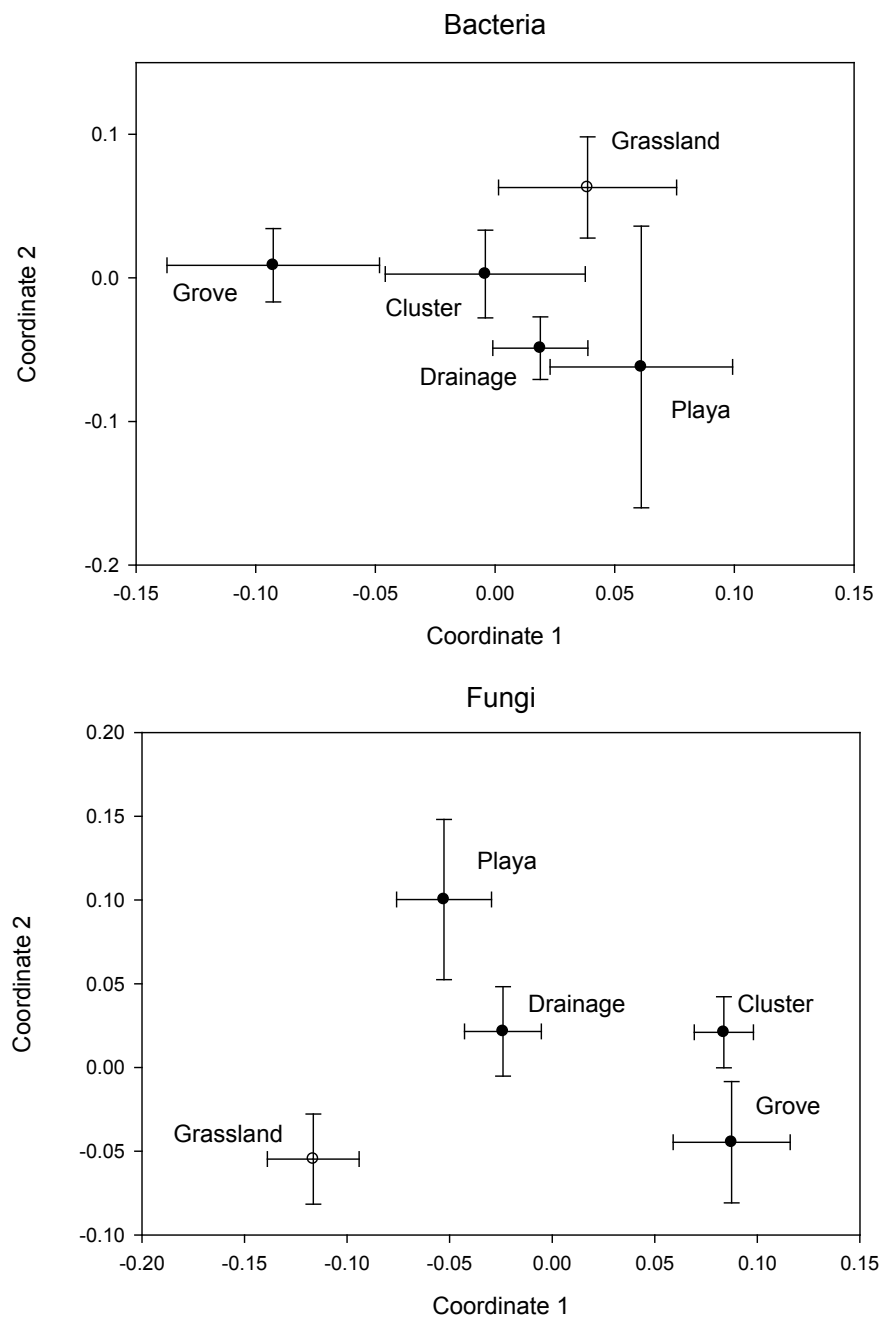 Bacteria
0.1
0.0
-0.1
-0.2
Coordinate 2
Grassland
Grove
Cluster
Drainage
Playa
-0.15 -0.10 -0.05 0.00 0.05 0.10 0.15
Coordinate 1
Fungi
0.20
0.15
0.10
0.05
0.00
-0.05
-0.10
Coordinate 2
Playa
Drainage
Cluster
Grove
Grassland
-0.20 -0.10 -0.05 0.00 0.05 0.10 0.15
Coordinate 1